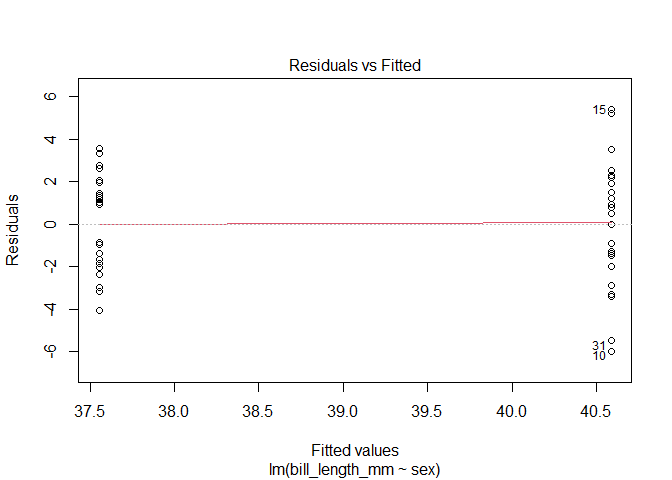 Residuals vs Fitted
6
4
2
0
-2
-4
-6
Residuals
15
31
10
37.5 38.0 38.5 39.0 39.5 40.0 40.5
Fitted values
lm(bill_length_mm ~ sex)